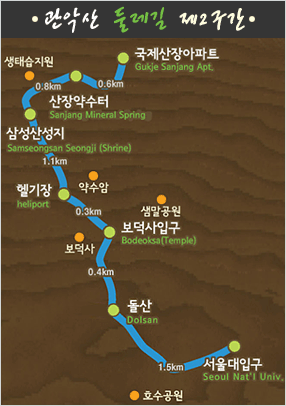 • 관악산 둘레길 제2구간 •
국제산장아파트
Gukje Sanjang Apt.
생태습지원
0.8km
0.6km
산장약수터
Sanjang Mineral Spring
삼성산성지
Samseongsan Seongji (Shrine)
1.1km
헬기장
heliport
약수암
0.3km
샘말공원
보덕사입구
Bodeoksa(Temple)
보덕사
0.4km
돌산
Dolsan
1.5km
서울대입구
Seoul Nat'l Univ.
호수공원